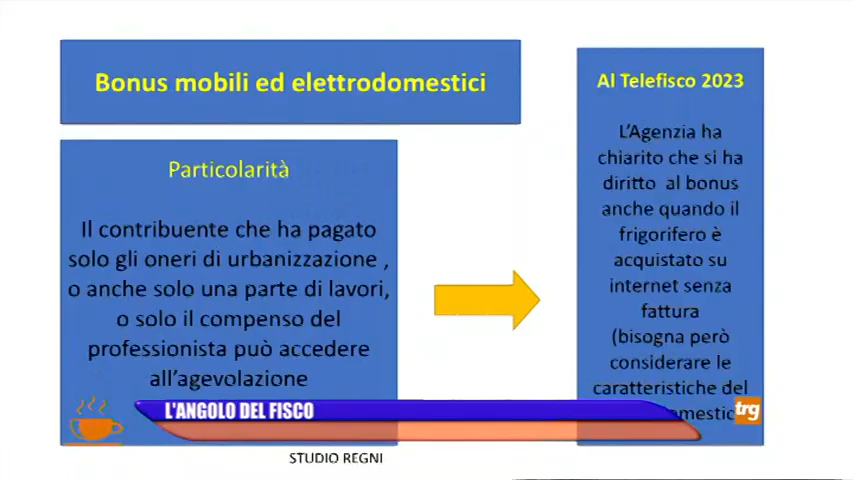 Bonus mobili ed elettrodomestici
Particolarità
Il contribuente che ha pagato
solo gli oneri di urbanizzazione ,
o anche solo una parte di lavori,
o solo il compenso del
professionista può accedere
all'agevolazione
Al Telefisco 2023
L'Agenzia ha
chiarito che si ha
diritto al bonus
anche quando il
frigorifero è
acquistato su
internet senza
fattura
(bisogna però
considerare le
caratteristiche del
L'ANGOLO DEL FISCO
trg
STUDIO REGNI